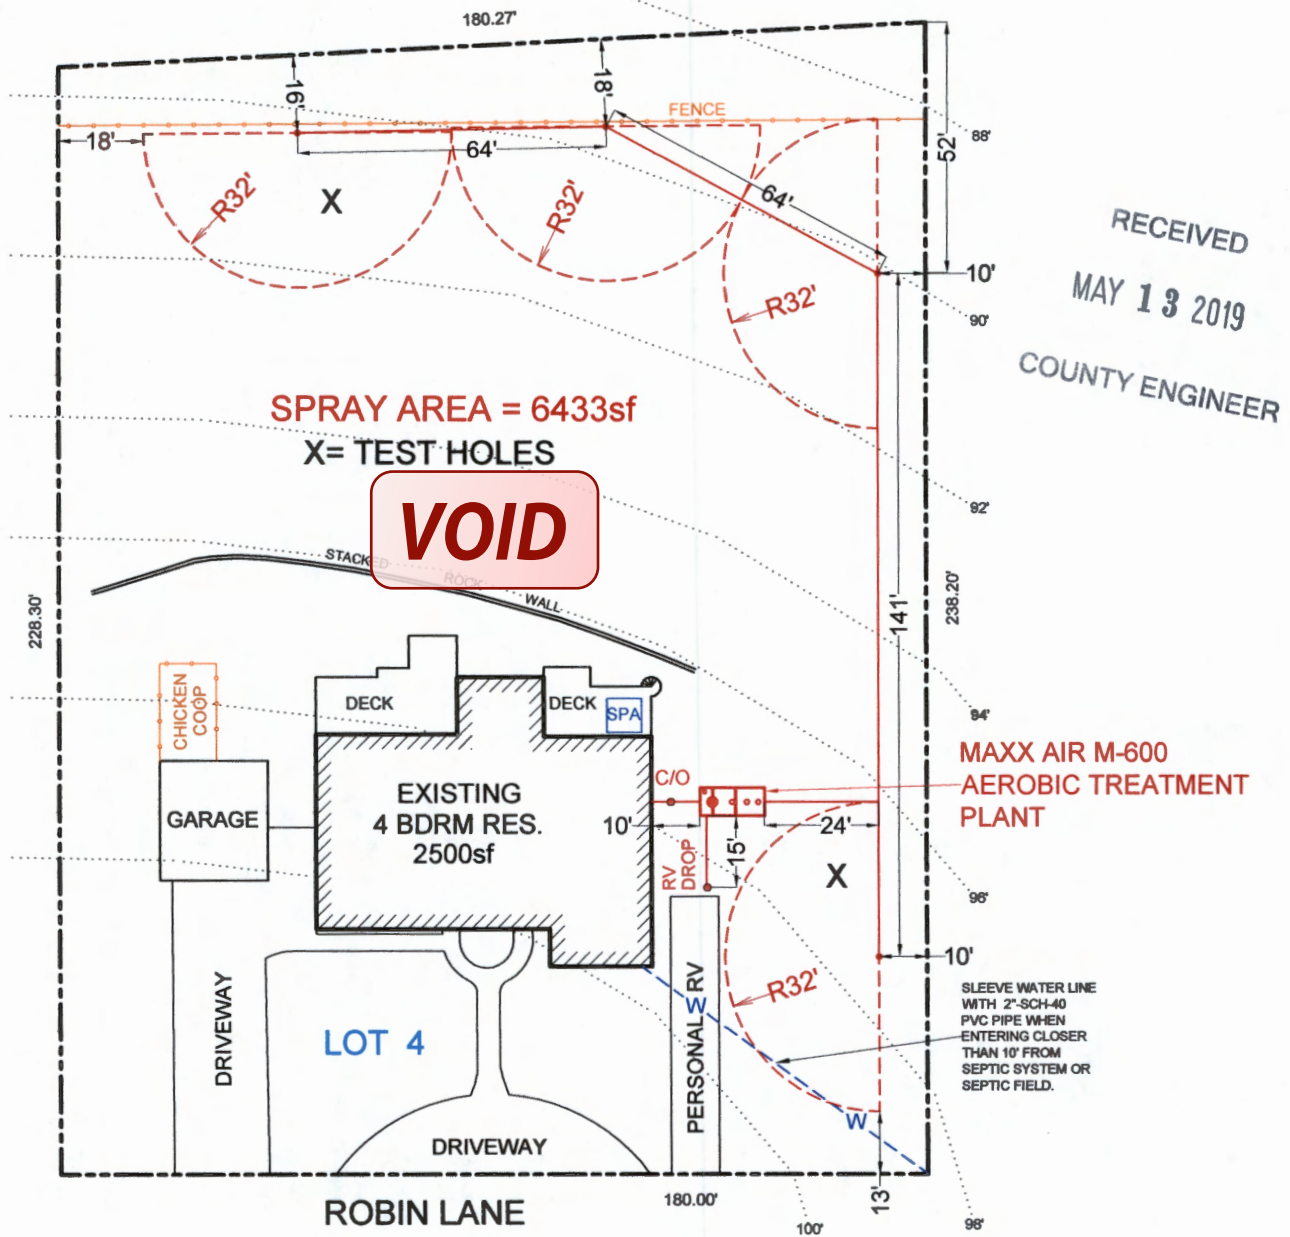 180.27'
16'
18'
FENCE
18'
64'
64'
52'
88'
R32'
X
R32'
RECEIVED
MAY 13 2019
COUNTY ENGINEER
10'
R32'
90'
SPRAY AREA = 6433sf
X= TEST HOLES
VOID
92'
STACKED ROCK WALL
228.30'
141'
238.20'
CHICKEN
COOP
DECK
DECK
SPA
94'
MAXX AIR M-600
AEROBIC TREATMENT
PLANT
GARAGE
EXISTING
4 BDRM RES.
2500sf
C/O
10'
24'
15'
RV
DROP
X
96'
10'
DRIVEWAY
LOT 4
PERSONAL RV
W
R32'
SLEEVE WATER LINE
WITH 2"-SCH-40
PVC PIPE WHEN
ENTERING CLOSER
THAN 10' FROM
SEPTIC SYSTEM OR
SEPTIC FIELD.
W
DRIVEWAY
ROBIN LANE
180.00'
13'
100'
98'